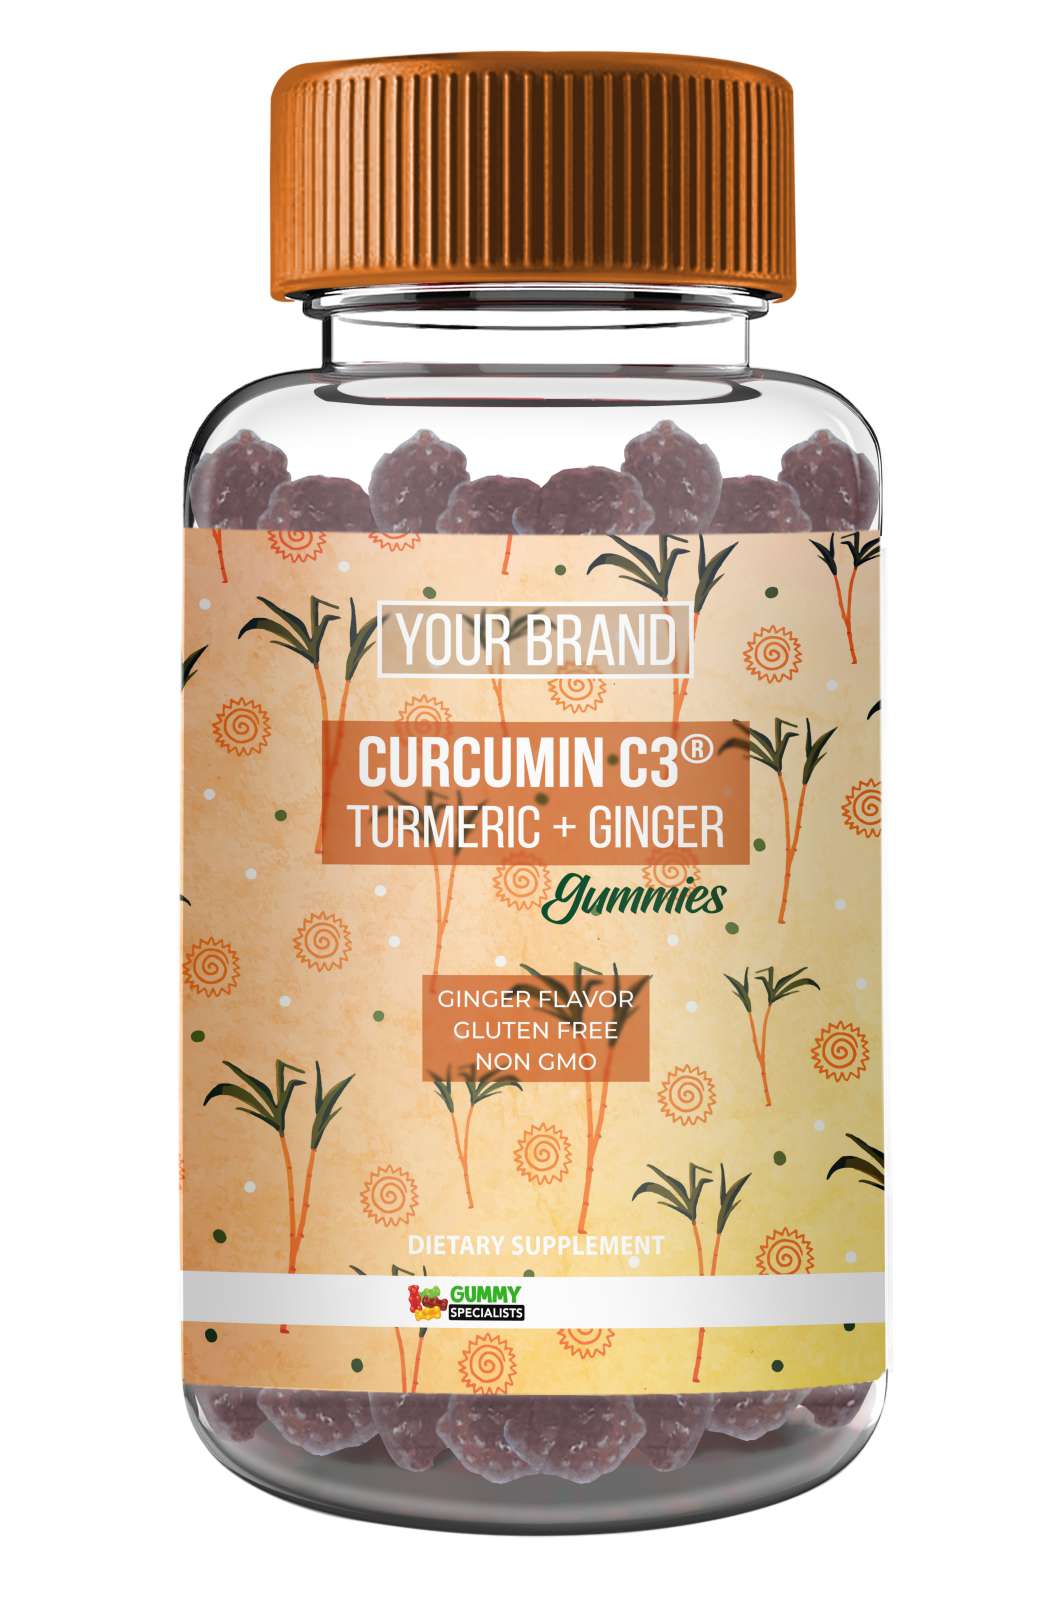 YOUR BRAND
CURCUMIN C3®
TURMERIC + GINGER
gummies
GINGER FLAVOR
GLUTEN FREE
NON GMO
DIETARY SUPPLEMENT
GUMMY
SPECIALISTS